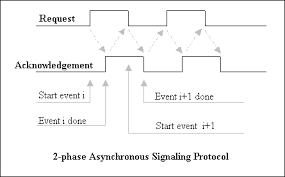 Request
Acknowledgement
Start event i
Event i+1 done
Event i done
Start event i+1
2-phase Asynchronous Signaling Protocol